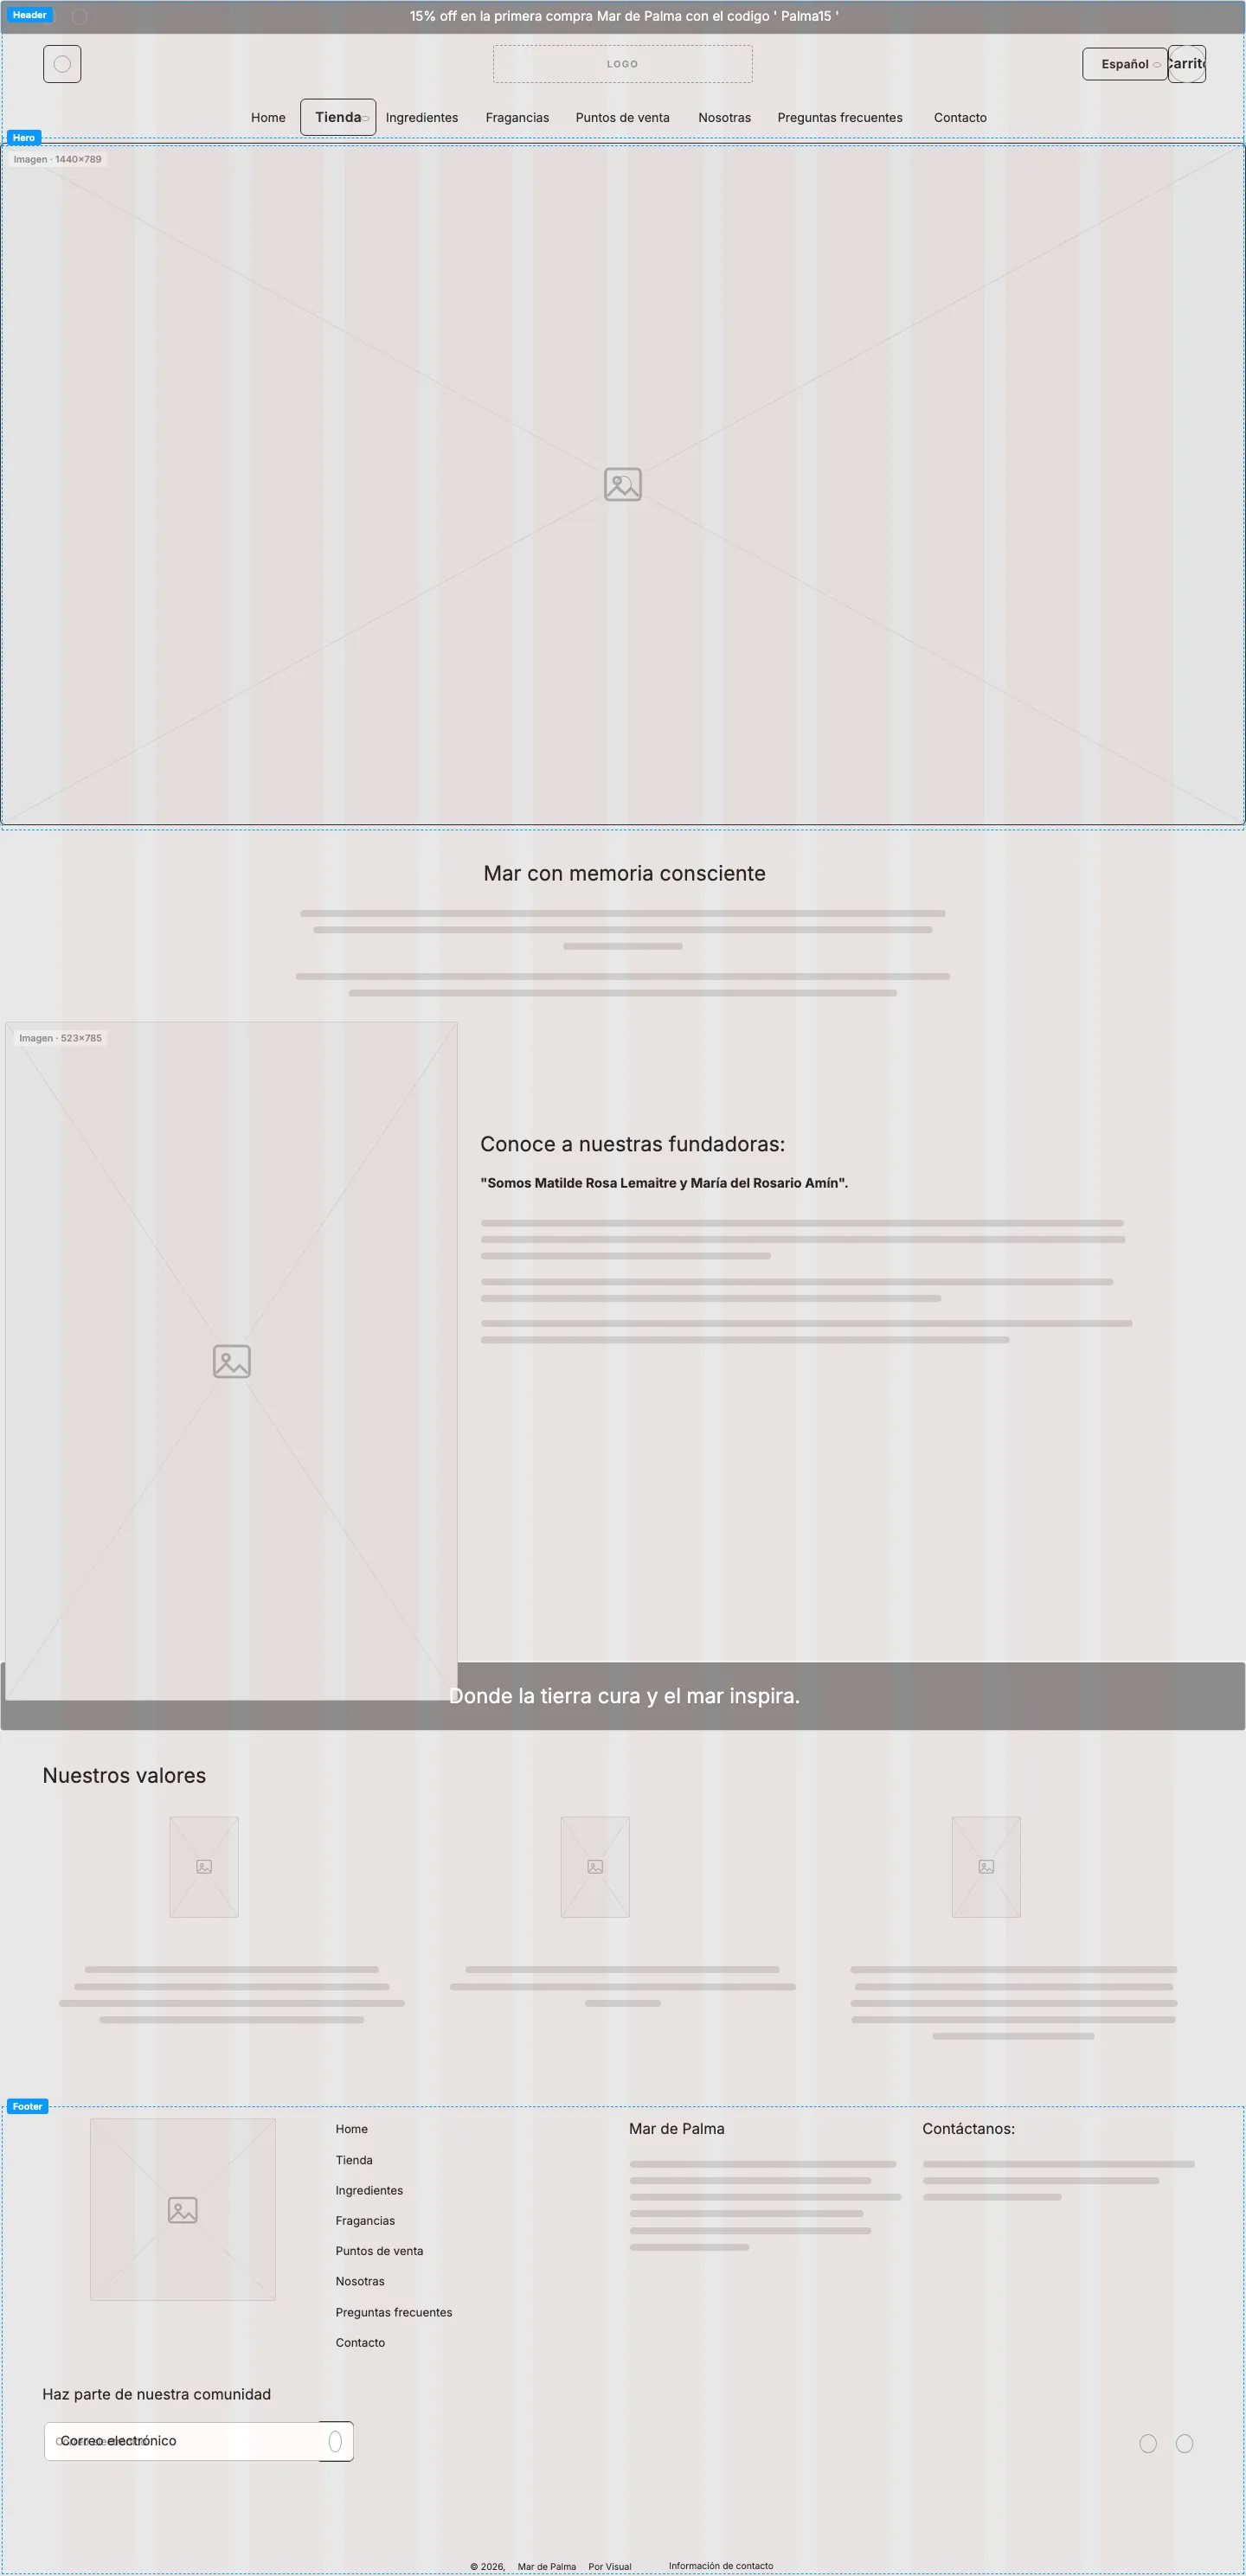 Header
15% off en la primera compra Mar de Palma con el codigo ' Palma15 '
LOGO
Español
Carrito
Home
Tienda
Ingredientes
Fragancias
Puntos de venta
Nosotras
Preguntas frecuentes
Contacto
Hero
Imagen · 1440×789
Mar con memoria consciente
Imagen · 523×785
Conoce a nuestras fundadoras:
"Somos Matilde Rosa Lemaitre y María del Rosario Amín".
Donde la tierra cura y el mar inspira.
Nuestros valores
Footer
Home
Tienda
Ingredientes
Fragancias
Puntos de venta
Nosotras
Preguntas frecuentes
Contacto
Mar de Palma
Contáctanos:
Haz parte de nuestra comunidad
Correo electrónico
© 2026, Mar de Palma Por Visual Información de contacto